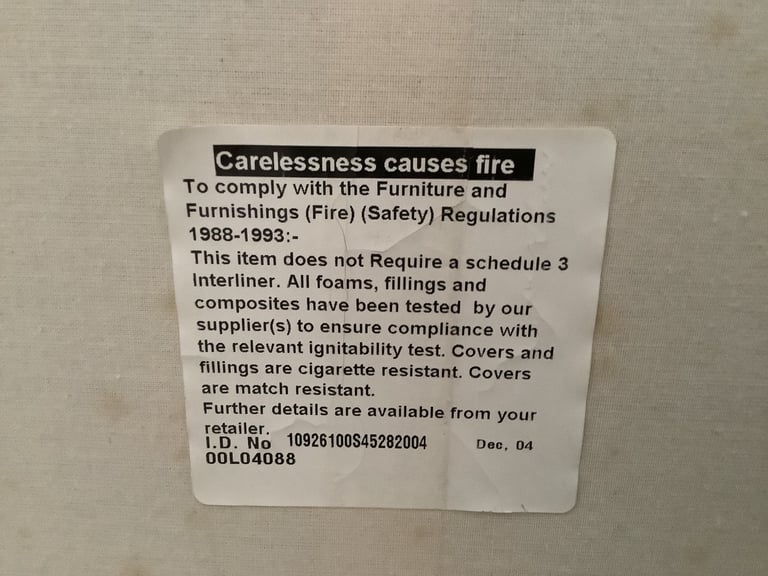 Carelessness causes fire
To comply with the Furniture and
Furnishings (Fire) (Safety) Regulations
1988-1993:-
This item does not Require a schedule 3
Interliner. All foams, fillings and
composites have been tested by our
supplier(s) to ensure compliance with
the relevant ignitability test. Covers and
fillings are cigarette resistant. Covers
are match resistant.
Further details are available from your
retailer.
I.D. No 10926100S45282004 Dec, 04
00L04088